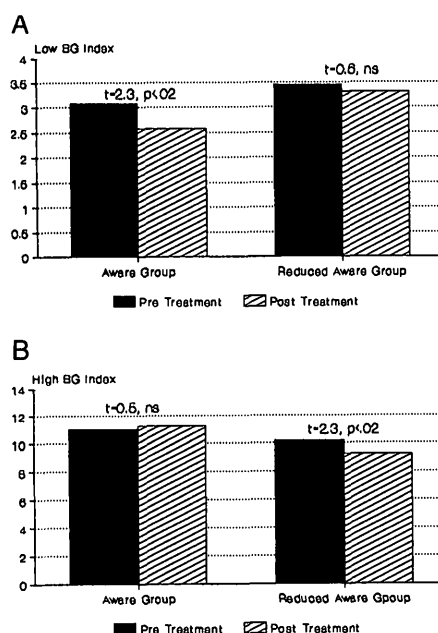 A
Low BG Index
4
3.5
3
2.5
2
1.5
1
0.5
0
t=2.3, p<.02
t=0.6, ns
Aware Group Reduced Aware Group
Pre Treatment Post Treatment
B
High BG Index
14
12
10
8
6
4
2
0
t=0.5, ns
t=2.3, p<.02
Aware Group Reduced Aware Gpoup
Pre Treatment Post Treatment